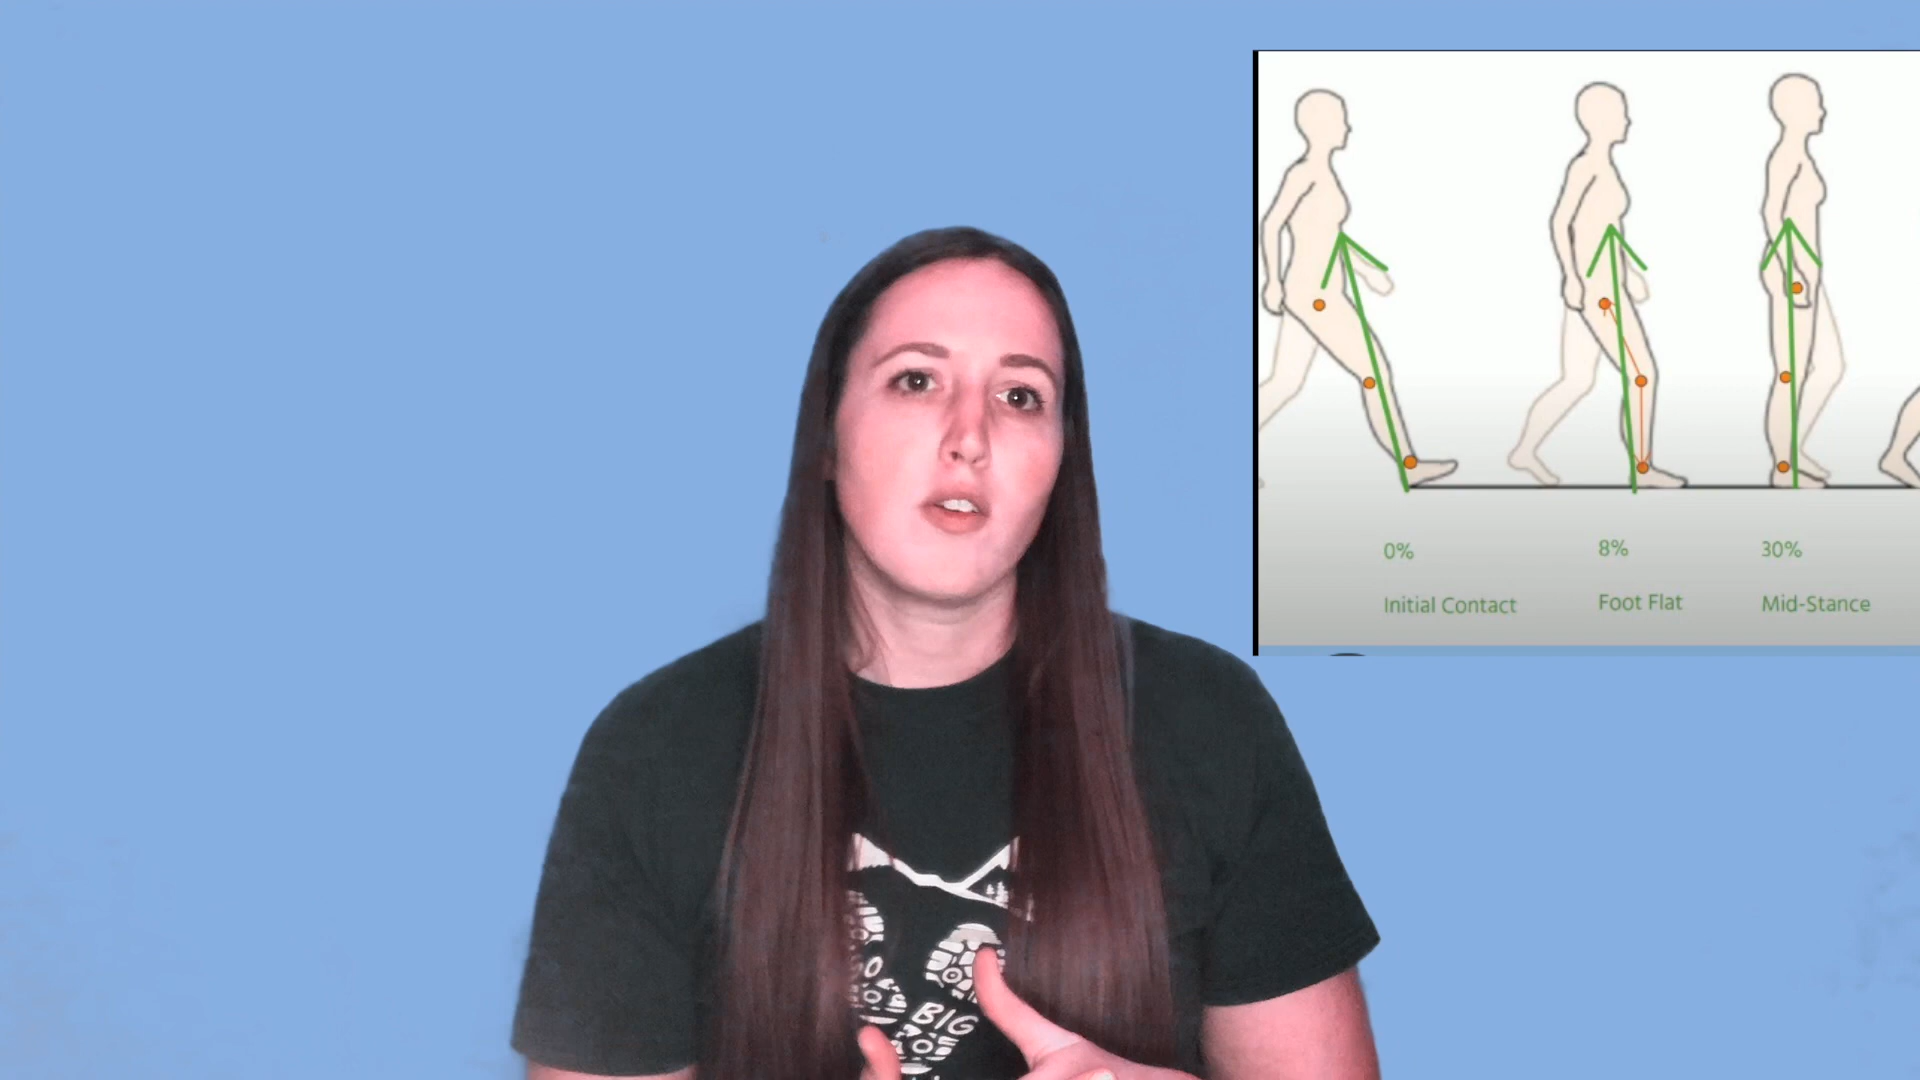 0%
8%
30%
Initial Contact
Foot Flat
Mid-Stance
BIG